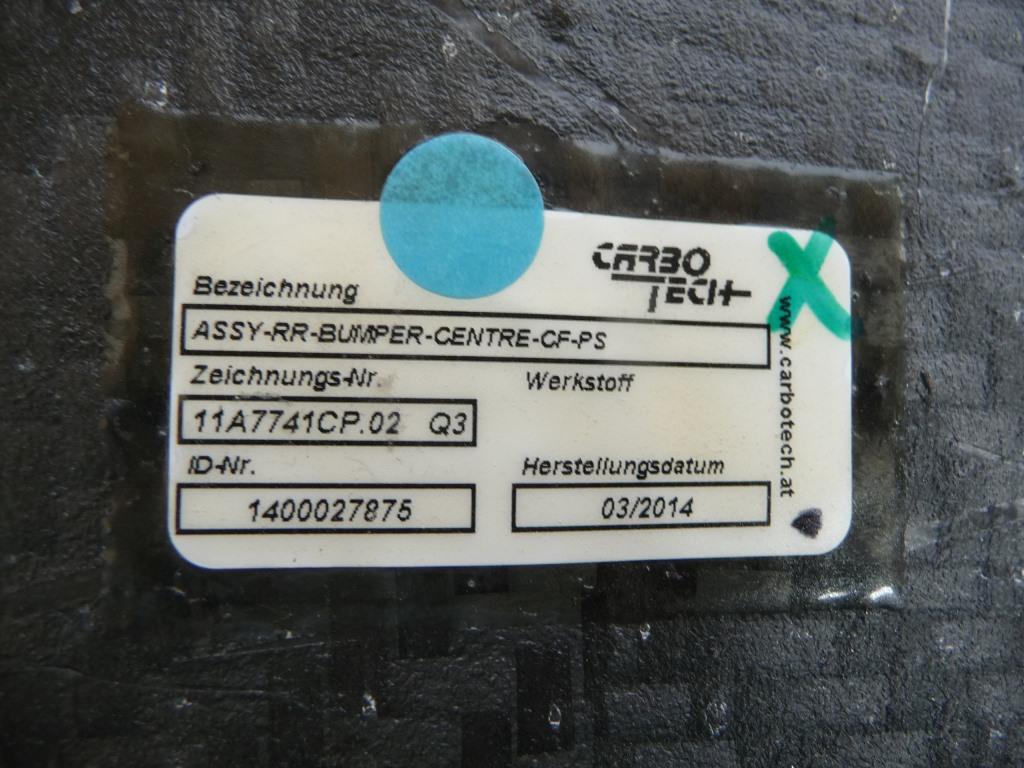 CARBO
TECH
Bezeichnung
ASSY-RR-BUMPER-CENTRE-CF-PS
Zeichnungs-Nr.
Werkstoff
11A7741CP.02 Q3
ID-Nr.
Herstellungsdatum
1400027875
03/2014
www.carbotech.at
X